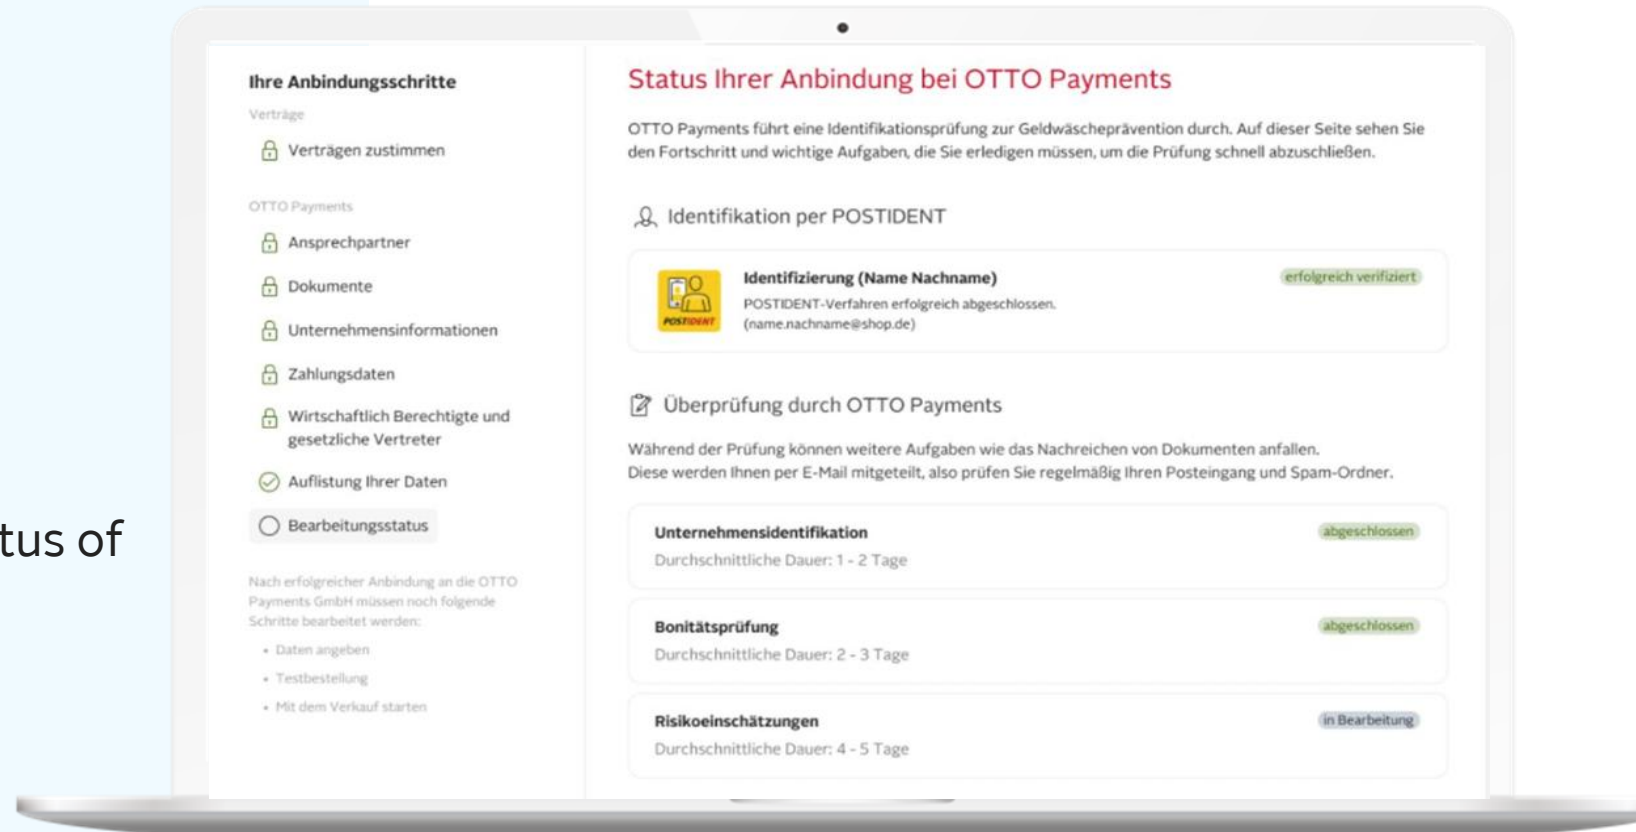 tus of
Ihre Anbindungsschritte
Verträge
Verträgen zustimmen
OTTO Payments
Ansprechpartner
Dokumente
Unternehmensinformationen
Zahlungsdaten
Wirtschaftlich Berechtigte und
gesetzliche Vertreter
Auflistung Ihrer Daten
Bearbeitungsstatus
Nach erfolgreicher Anbindung an die OTTO
Payments GmbH müssen noch folgende
Schritte bearbeitet werden:
• Daten angeben
• Testbestellung
• Mit dem Verkauf starten
Status Ihrer Anbindung bei OTTO Payments
OTTO Payments führt eine Identifikationsprüfung zur Geldwäscheprävention durch. Auf dieser Seite sehen Sie
den Fortschritt und wichtige Aufgaben, die Sie erledigen müssen, um die Prüfung schnell abzuschließen.
Identifikation per POSTIDENT
POSTIDENT
Identifizierung (Name Nachname)
erfolgreich verifiziert
POSTIDENT-Verfahren erfolgreich abgeschlossen.
(name.nachname@shop.de)
Überprüfung durch OTTO Payments
Während der Prüfung können weitere Aufgaben wie das Nachreichen von Dokumenten anfallen.
Diese werden Ihnen per E-Mail mitgeteilt, also prüfen Sie regelmäßig Ihren Posteingang und Spam-Ordner.
Unternehmensidentifikation
abgeschlossen
Durchschnittliche Dauer: 1 - 2 Tage
Bonitätsprüfung
abgeschlossen
Durchschnittliche Dauer: 2 - 3 Tage
Risikoeinschätzungen
in Bearbeitung
Durchschnittliche Dauer: 4 - 5 Tage